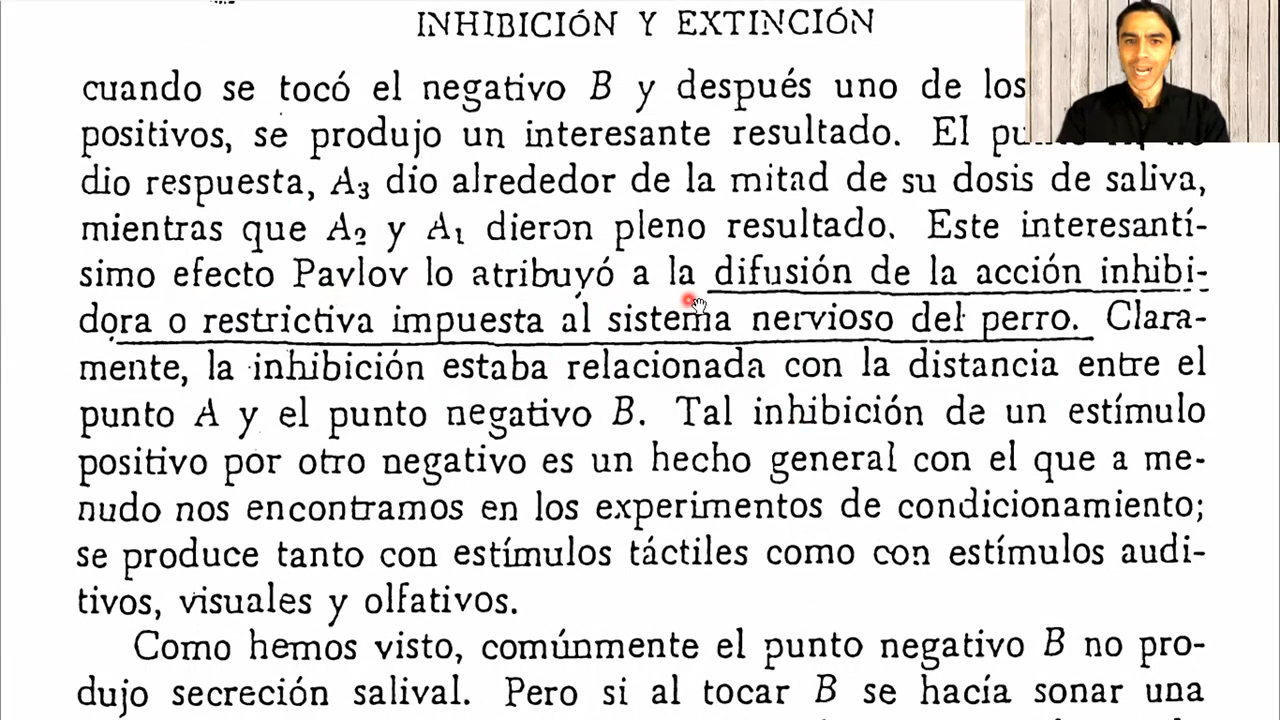 INHIBICIÓN Y EXTINCIÓN
cuando se tocó el negativo B y después uno de los
positivos, se produjo un interesante resultado. El
dio respuesta, A₃ dio alrededor de la mitad de su dosis de saliva,
mientras que A₂ y A₁ dieron pleno resultado. Este interesantí-
simo efecto Pavlov lo atribuyó a la difusión de la acción inhibi-
dora o restrictiva impuesta al sistema nervioso del perro. Clara-
mente, la inhibición estaba relacionada con la distancia entre el
punto A y el punto negativo B. Tal inhibición de un estímulo
positivo por otro negativo es un hecho general con el que a me-
nudo nos encontramos en los experimentos de condicionamiento;
se produce tanto con estímulos táctiles como con estímulos audi-
tivos, visuales y olfativos.
Como hemos visto, comúnmente el punto negativo B no pro-
dujo secreción salival. Pero si al tocar B se hacía sonar una